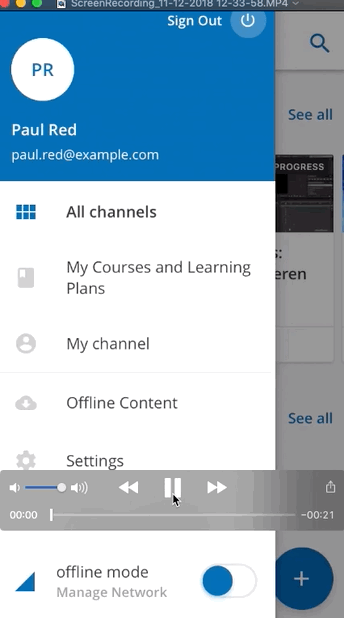 ScreenRecording_11-12-2018 12-33-58.MP4
Sign Out
PR
Paul Red
paul.red@example.com
See all
PROGRESS
All channels
My Courses and Learning
Plans
:
eren
My channel
Offline Content
See all
Settings
00:00
-00:21
offline mode
Manage Network